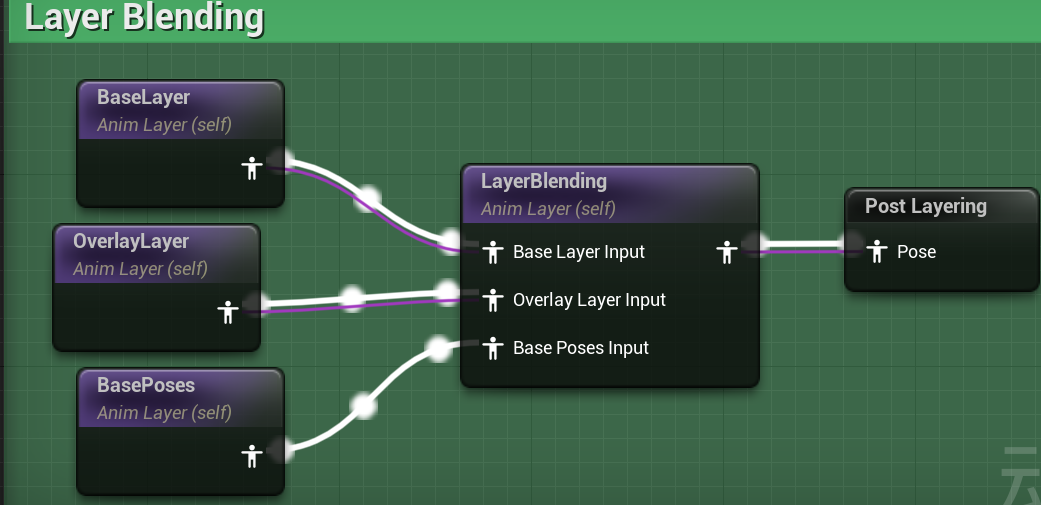 Layer Blending
BaseLayer
Anim Layer (self)
OverlayLayer
Anim Layer (self)
BasePoses
Anim Layer (self)
LayerBlending
Anim Layer (self)
Base Layer Input
Overlay Layer Input
Base Poses Input
Post Layering
Pose